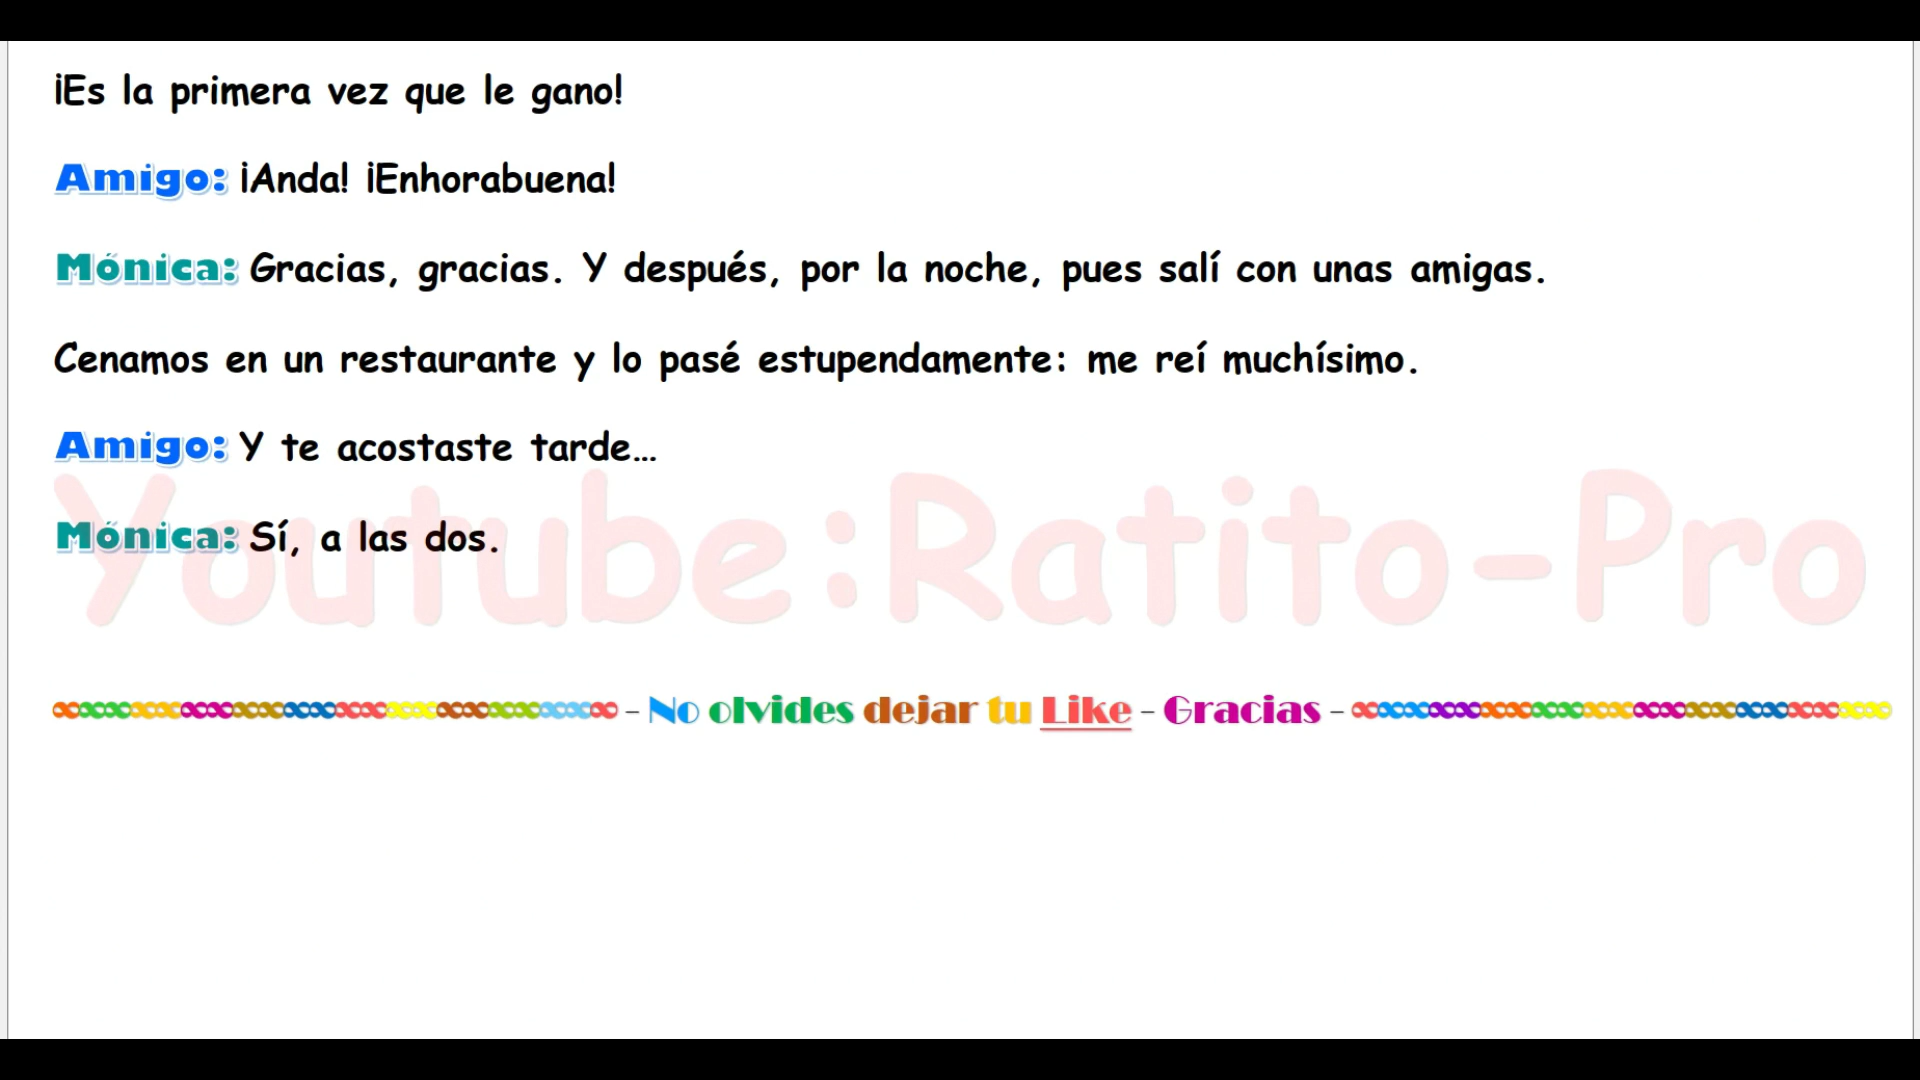 ¡Es la primera vez que le gano!
Amigo: ¡Anda! ¡Enhorabuena!
Mónica: Gracias, gracias. Y después, por la noche, pues salí con unas amigas.
Cenamos en un restaurante y lo pasé estupendamente: me reí muchísimo.
Amigo: Y te acostaste tarde...
Mónica: Sí, a las dos.
Youtube:Ratito-Pro
- No olvides dejar tu Like - Gracias -